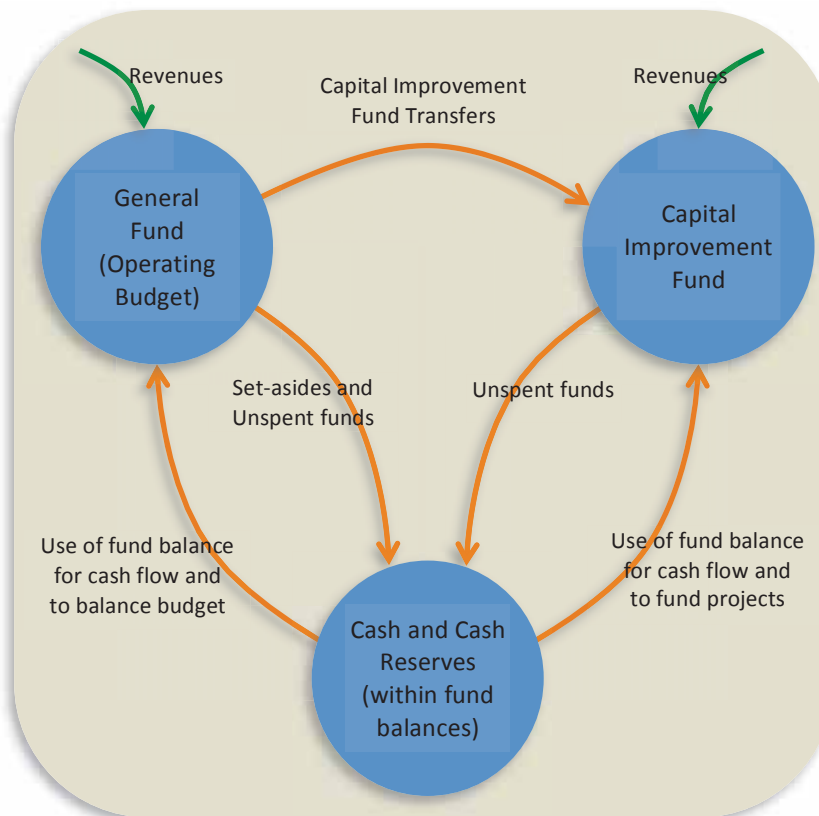 Revenues
Capital Improvement
Fund Transfers
Revenues
General
Fund
(Operating
Budget)
Capital
Improvement
Fund
Set-asides and
Unspent funds
Unspent funds
Use of fund balance
for cash flow and
to balance budget
Use of fund balance
for cash flow and
to fund projects
Cash and Cash
Reserves
(within fund
balances)